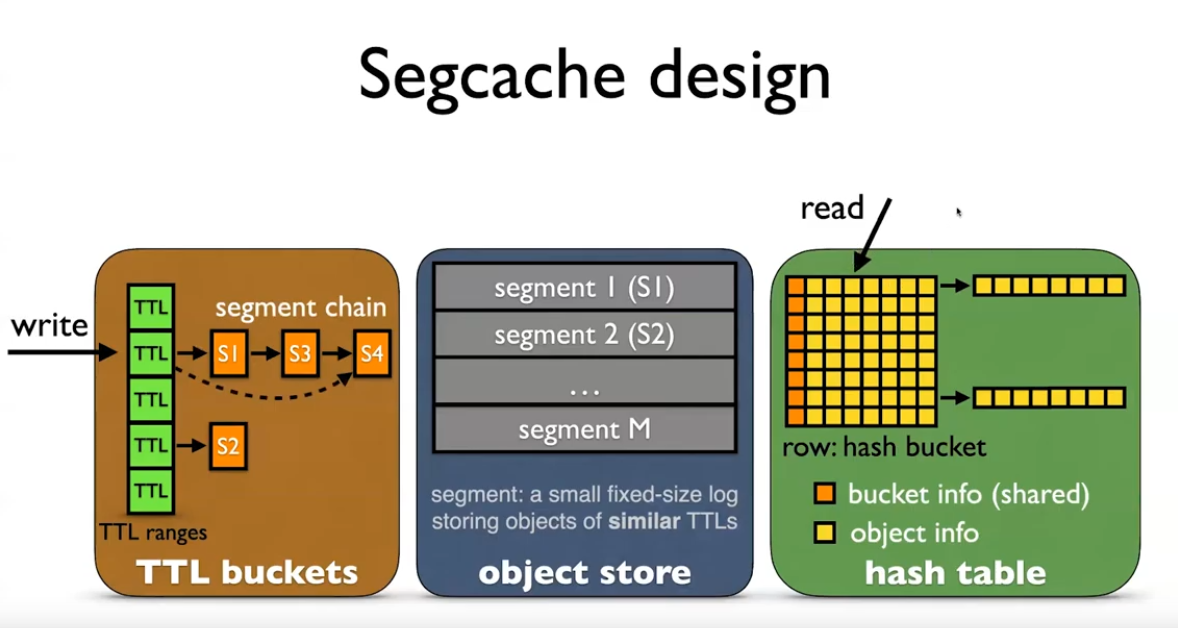 Segcache design
write
TTL
TTL
TTL
TTL
TTL
segment chain
S1
S3
S4
S2
TTL ranges
TTL buckets
segment 1 (S1)
segment 2 (S2)
...
segment M
segment: a small fixed-size log
storing objects of similar TTLs
object store
read
row: hash bucket
bucket info (shared)
object info
hash table